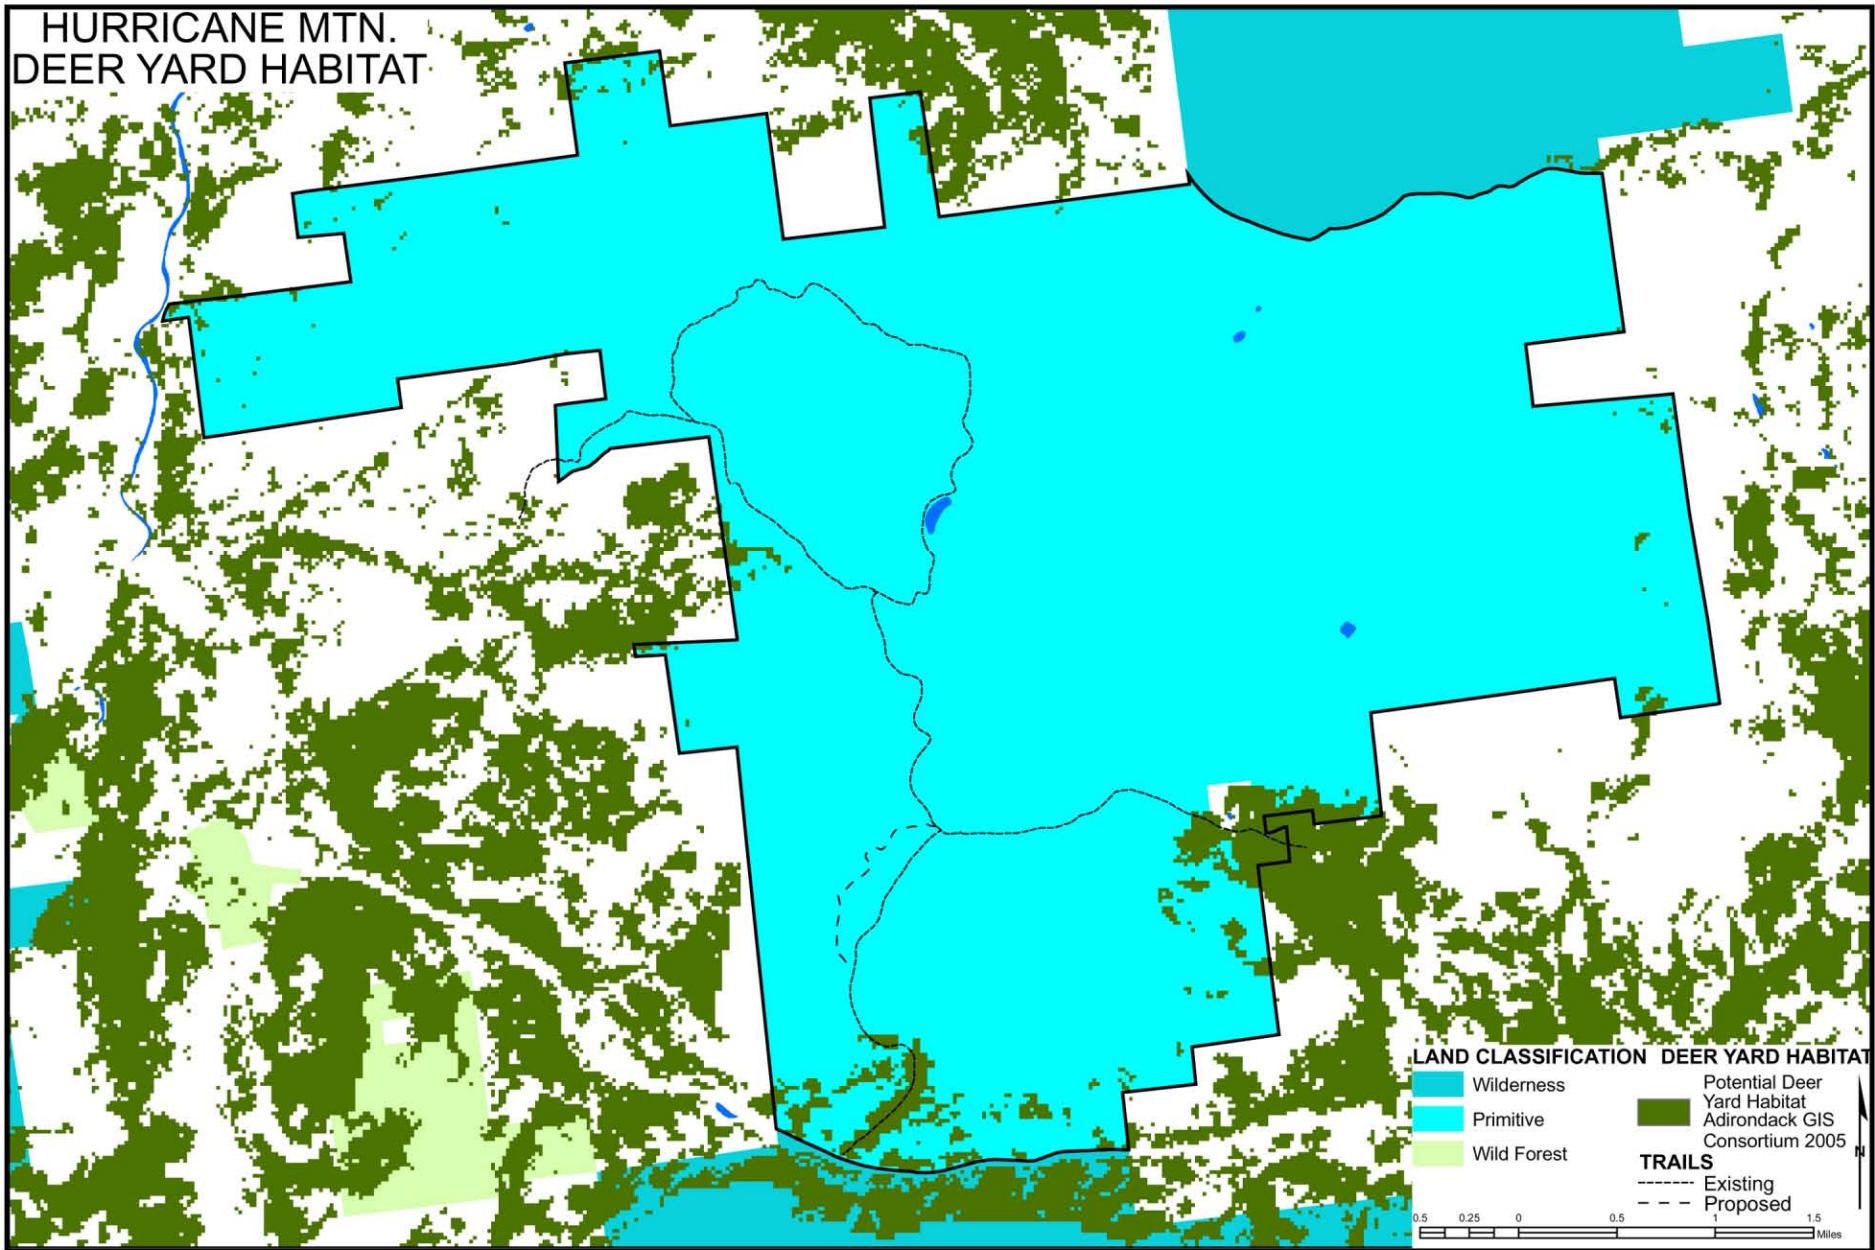 HURRICANE MTN.
DEER YARD HABITAT
LAND CLASSIFICATION
Wilderness
Primitive
Wild Forest
DEER YARD HABITAT
Potential Deer
Yard Habitat
Adirondack GIS
Consortium 2005
TRAILS
Existing
Proposed
N
0.5 0.25 0 0.5 1 1.5
Miles